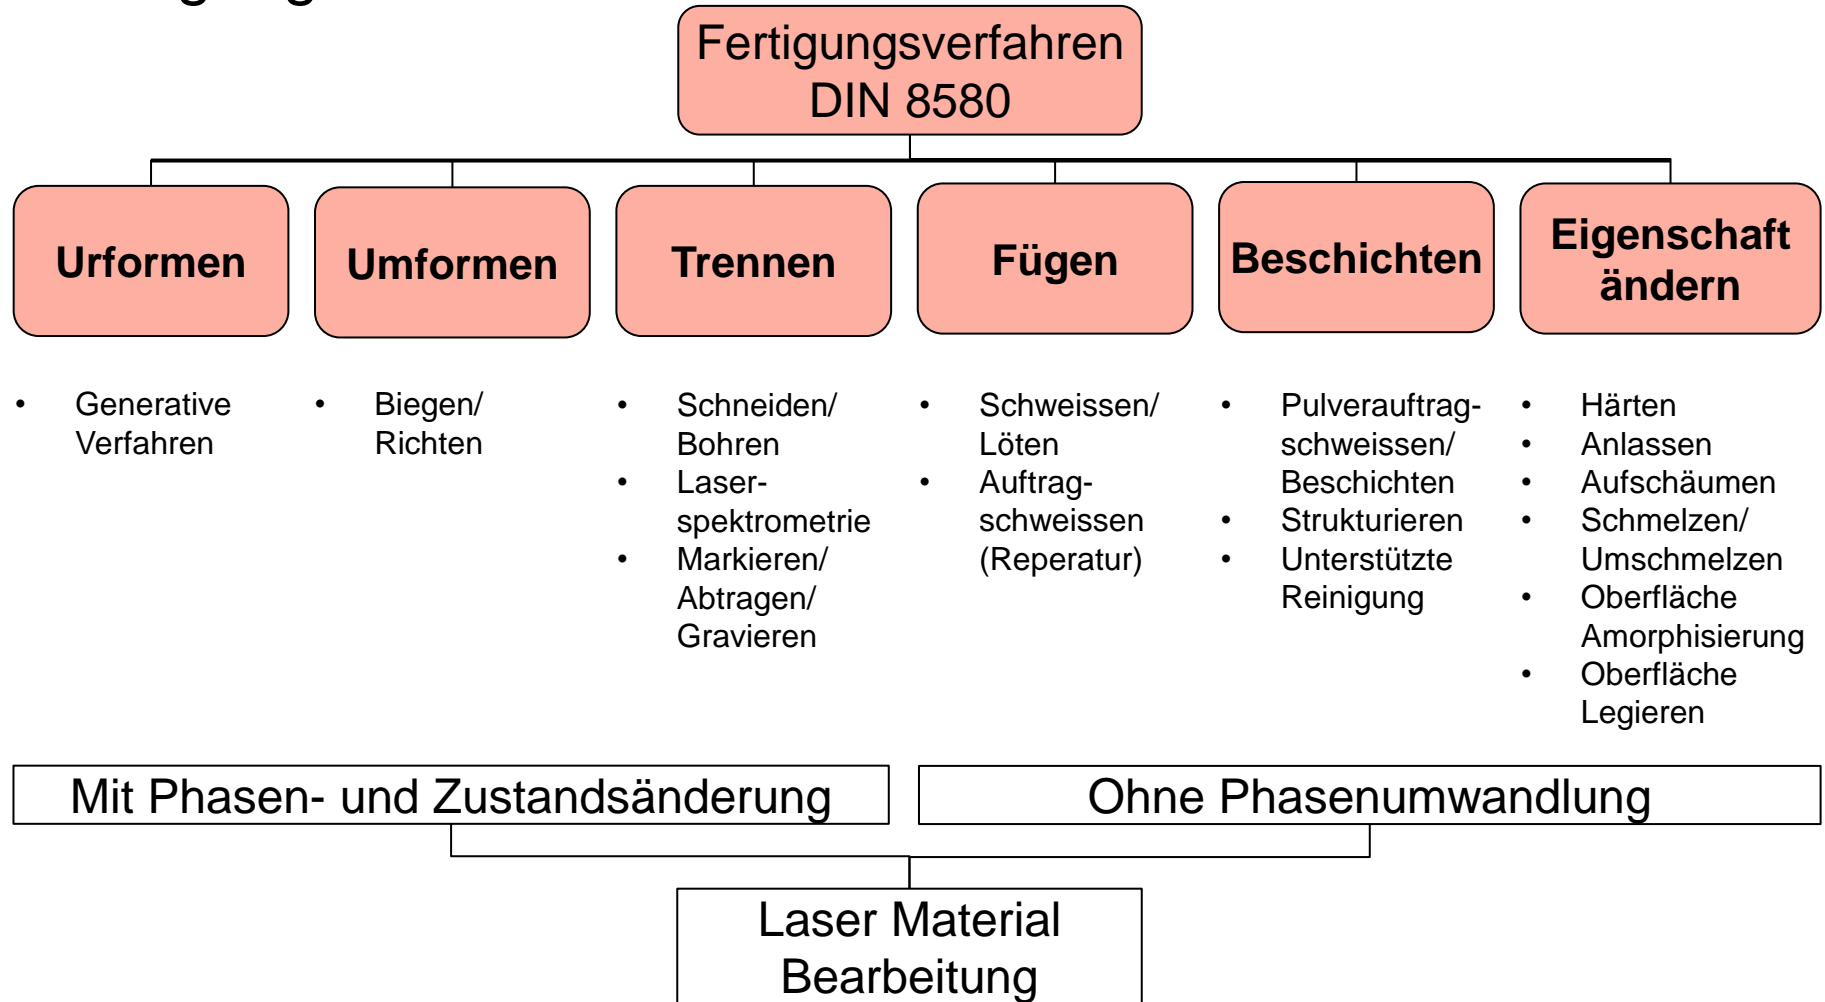 Fertigungsverfahren
DIN 8580
Urformen
Umformen
Trennen
Fügen
Beschichten
Eigenschaft
ändern
• Generative
Verfahren
• Biegen/
Richten
• Schneiden/
Bohren
• Laser-
spektrometrie
• Markieren/
Abtragen/
Gravieren
• Schweissen/
Löten
• Auftrag-
schweissen
(Reperatur)
• Pulverauftrag-
schweissen/
Beschichten
• Strukturieren
• Unterstützte
Reinigung
• Härten
• Anlassen
• Aufschäumen
• Schmelzen/
Umschmelzen
• Oberfläche
Amorphisierung
• Oberfläche
Legieren
Mit Phasen- und Zustandsänderung
Ohne Phasenumwandlung
Laser Material
Bearbeitung